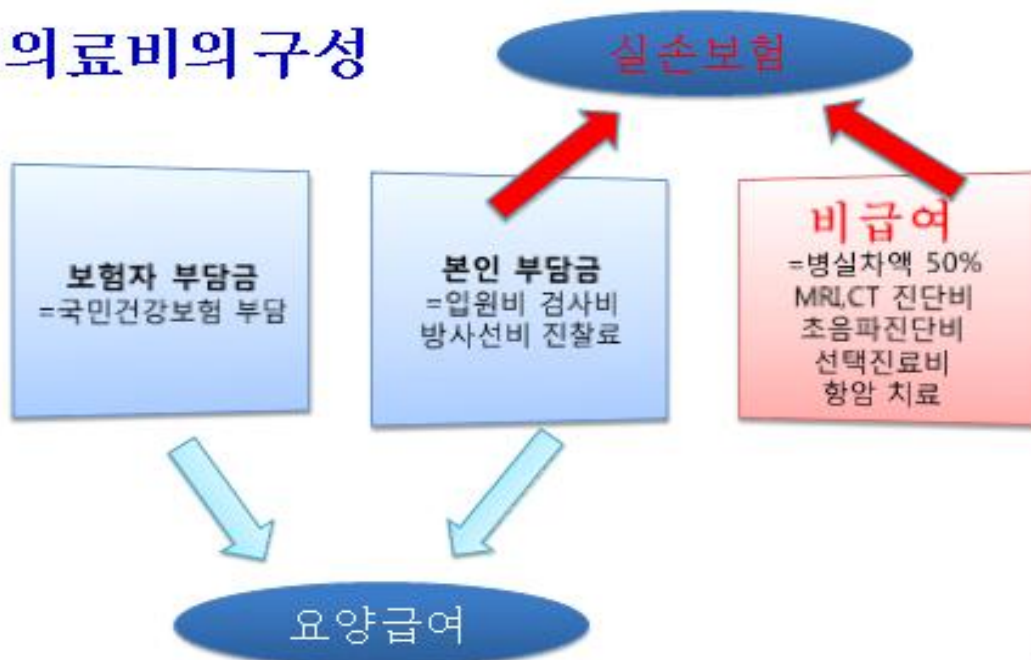 의료비의 구성
실손보험
보험자 부담금
=국민건강보험 부담
본인 부담금
=입원비 검사비
방사선비 진찰료
비급여
=병실차액 50%
MRI,CT 진단비
초음파진단비
선택진료비
항암 치료
요양급여